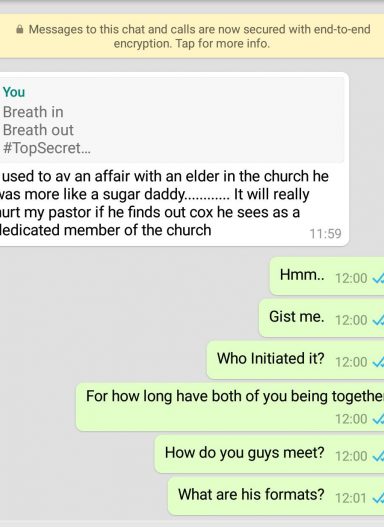 Messages to this chat and calls are now secured with end-to-end
encryption. Tap for more info.
You
Breath in
Breath out
#TopSecret...
used to av an affair with an elder in the church he
was more like a sugar daddy............ It will really
hurt my pastor if he finds out cox he sees as a
dedicated member of the church
11:59
Hmm.. 12:00
Gist me. 12:00
Who Initiated it? 12:00
For how long have both of you being together
12:00
How do you guys meet? 12:00
What are his formats? 12:01